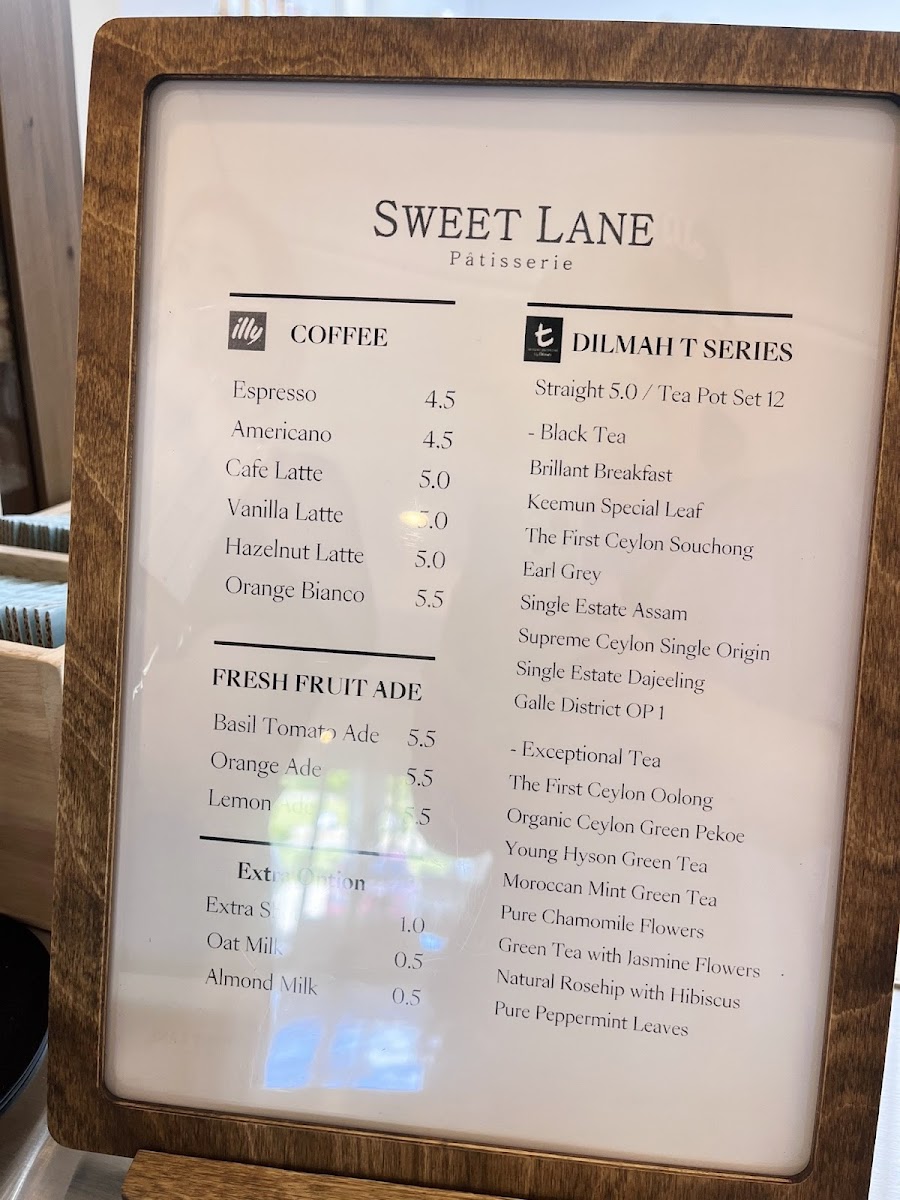 SWEET LANE
Pâtisserie
illy COFFEE
Espresso 4.5
Americano 4.5
Cafe Latte 5.0
Vanilla Latte 5.0
Hazelnut Latte 5.0
Orange Bianco 5.5
FRESH FRUIT ADE
Basil Tomato Ade 5.5
Orange Ade 5.5
Lemon Ade 5.5
Extra Option
Extra 1.0
Oat Milk 0.5
Almond Milk 0.5
t DILMAH T SERIES
Straight 5.0 / Tea Pot Set 12
- Black Tea
Brillant Breakfast
Keemun Special Leaf
The First Ceylon Souchong
Earl Grey
Single Estate Assam
Supreme Ceylon Single Origin
Single Estate Dajeeling
Galle District OP 1
- Exceptional Tea
The First Ceylon Oolong
Organic Ceylon Green Pekoe
Young Hyson Green Tea
Moroccan Mint Green Tea
Pure Chamomile Flowers
Green Tea with Jasmine Flowers
Natural Rosehip with Hibiscus
Pure Peppermint Leaves